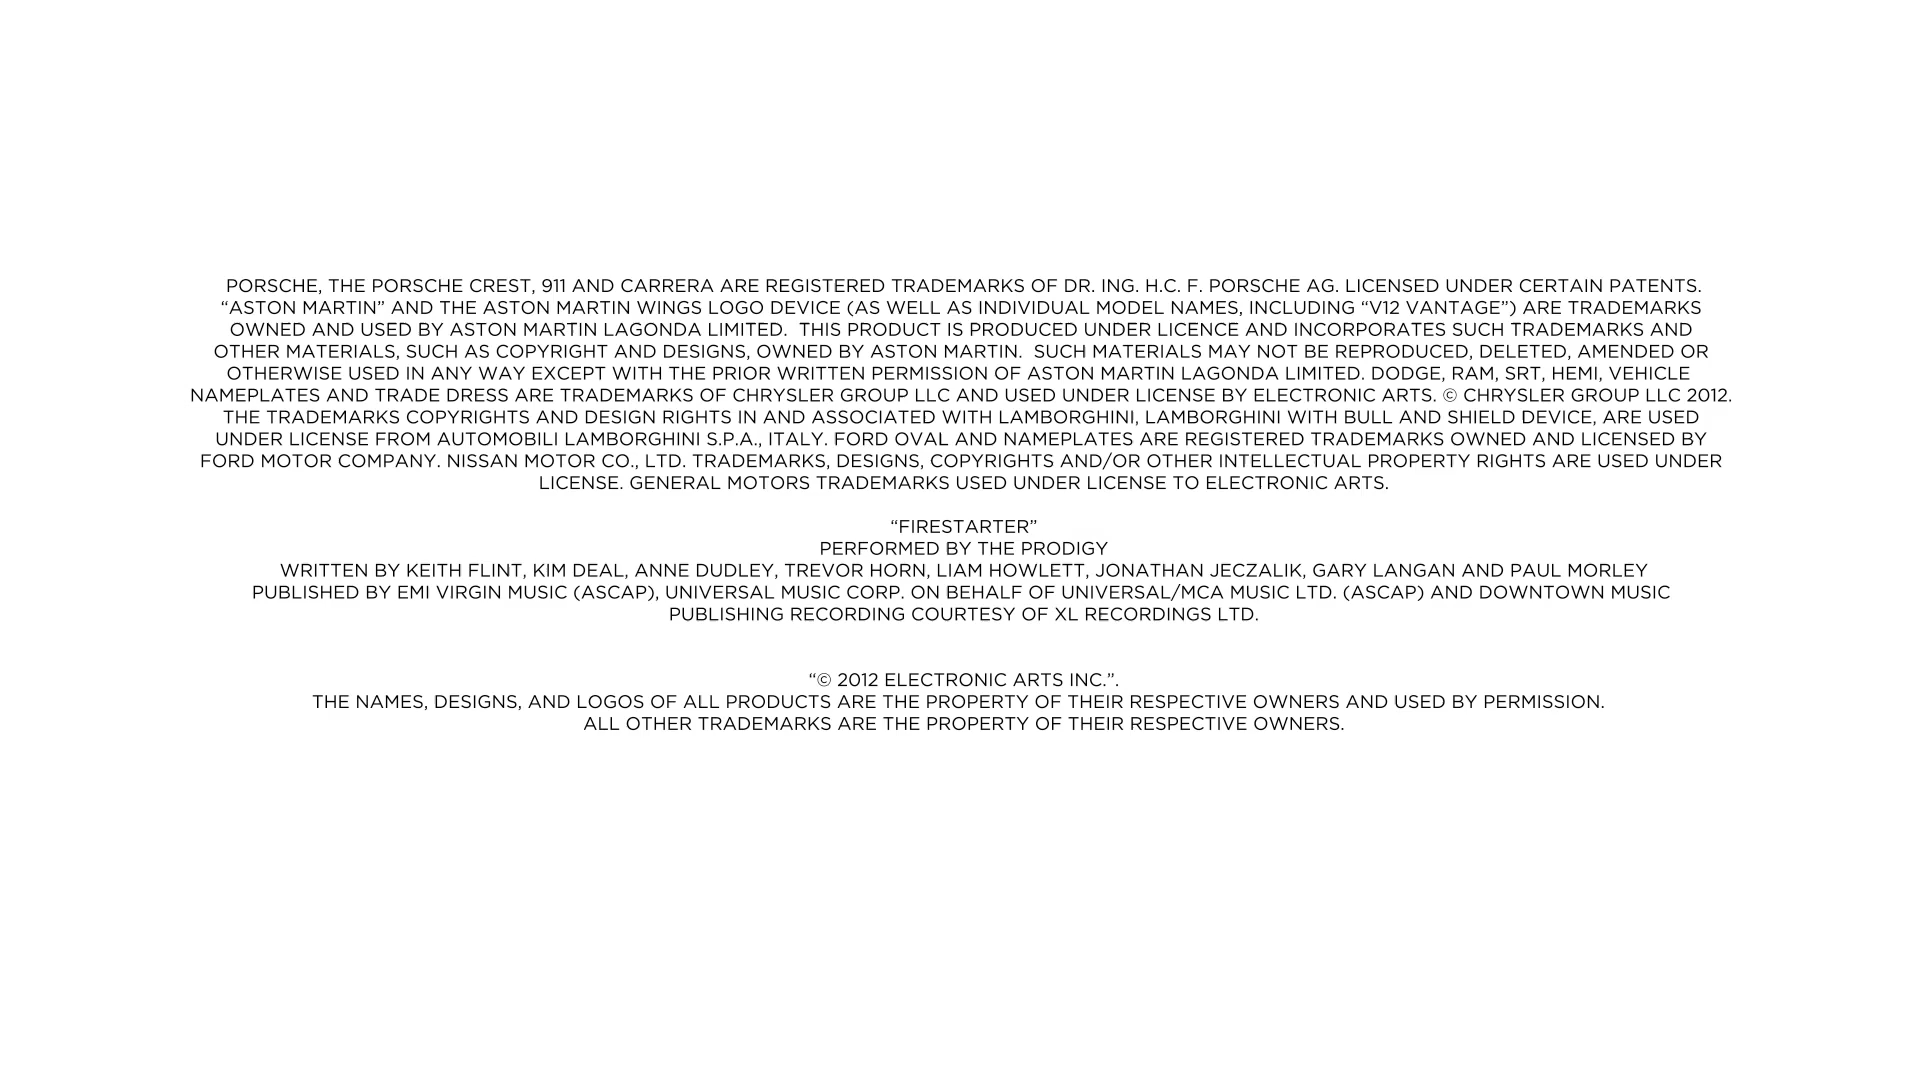 PORSCHE, THE PORSCHE CREST, 911 AND CARRERA ARE REGISTERED TRADEMARKS OF DR. ING. H.C. F. PORSCHE AG. LICENSED UNDER CERTAIN PATENTS.
“ASTON MARTIN” AND THE ASTON MARTIN WINGS LOGO DEVICE (AS WELL AS INDIVIDUAL MODEL NAMES, INCLUDING “V12 VANTAGE”) ARE TRADEMARKS
OWNED AND USED BY ASTON MARTIN LAGONDA LIMITED.  THIS PRODUCT IS PRODUCED UNDER LICENCE AND INCORPORATES SUCH TRADEMARKS AND
OTHER MATERIALS, SUCH AS COPYRIGHT AND DESIGNS, OWNED BY ASTON MARTIN.  SUCH MATERIALS MAY NOT BE REPRODUCED, DELETED, AMENDED OR
OTHERWISE USED IN ANY WAY EXCEPT WITH THE PRIOR WRITTEN PERMISSION OF ASTON MARTIN LAGONDA LIMITED. DODGE, RAM, SRT, HEMI, VEHICLE
NAMEPLATES AND TRADE DRESS ARE TRADEMARKS OF CHRYSLER GROUP LLC AND USED UNDER LICENSE BY ELECTRONIC ARTS. © CHRYSLER GROUP LLC 2012.
THE TRADEMARKS COPYRIGHTS AND DESIGN RIGHTS IN AND ASSOCIATED WITH LAMBORGHINI, LAMBORGHINI WITH BULL AND SHIELD DEVICE, ARE USED
UNDER LICENSE FROM AUTOMOBILI LAMBORGHINI S.P.A., ITALY. FORD OVAL AND NAMEPLATES ARE REGISTERED TRADEMARKS OWNED AND LICENSED BY
FORD MOTOR COMPANY. NISSAN MOTOR CO., LTD. TRADEMARKS, DESIGNS, COPYRIGHTS AND/OR OTHER INTELLECTUAL PROPERTY RIGHTS ARE USED UNDER
LICENSE. GENERAL MOTORS TRADEMARKS USED UNDER LICENSE TO ELECTRONIC ARTS.
“FIRESTARTER”
PERFORMED BY THE PRODIGY
WRITTEN BY KEITH FLINT, KIM DEAL, ANNE DUDLEY, TREVOR HORN, LIAM HOWLETT, JONATHAN JECZALIK, GARY LANGAN AND PAUL MORLEY
PUBLISHED BY EMI VIRGIN MUSIC (ASCAP), UNIVERSAL MUSIC CORP. ON BEHALF OF UNIVERSAL/MCA MUSIC LTD. (ASCAP) AND DOWNTOWN MUSIC
PUBLISHING RECORDING COURTESY OF XL RECORDINGS LTD.
“© 2012 ELECTRONIC ARTS INC.”.
THE NAMES, DESIGNS, AND LOGOS OF ALL PRODUCTS ARE THE PROPERTY OF THEIR RESPECTIVE OWNERS AND USED BY PERMISSION.
ALL OTHER TRADEMARKS ARE THE PROPERTY OF THEIR RESPECTIVE OWNERS.